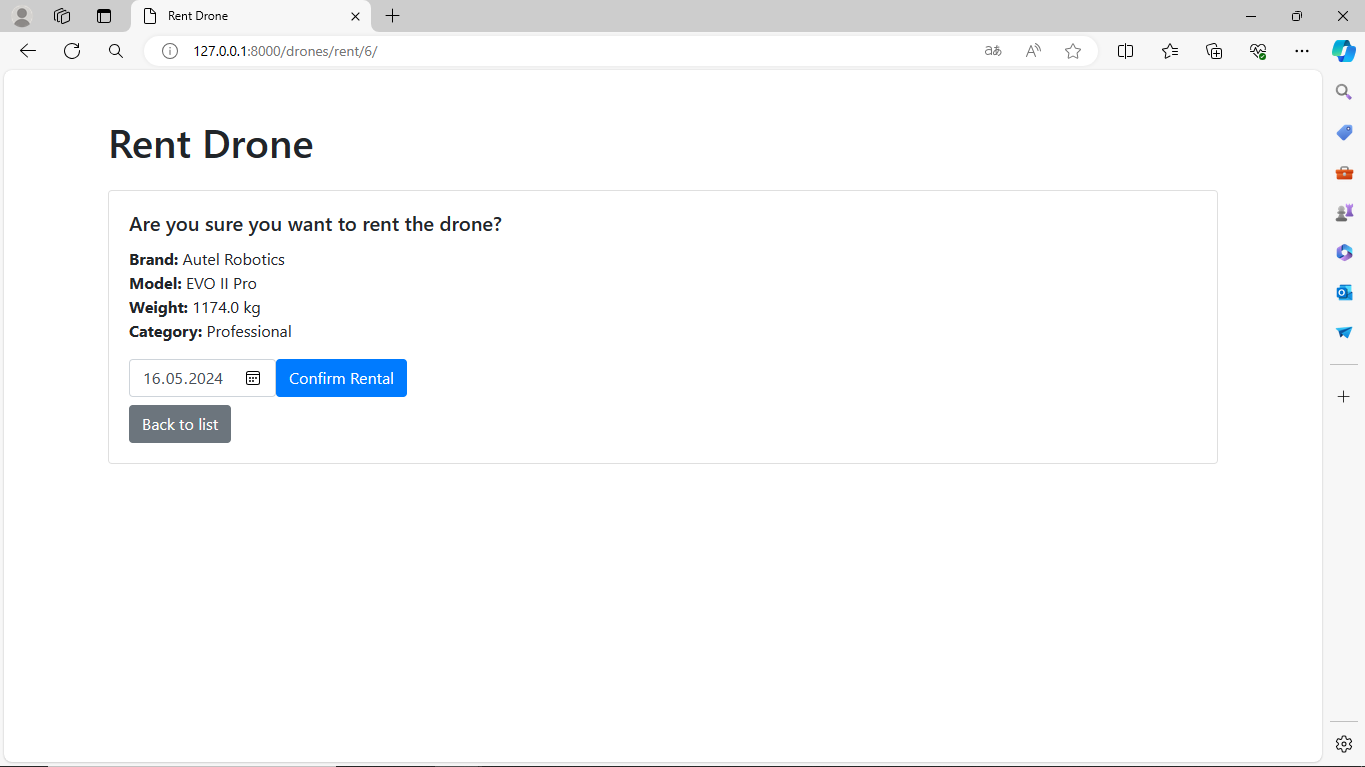 Rent Drone
127.0.0.1:8000/drones/rent/6/
Rent Drone
Are you sure you want to rent the drone?
Brand: Autel Robotics
Model: EVO II Pro
Weight: 1174.0 kg
Category: Professional
16.05.2024 Confirm Rental
Back to list